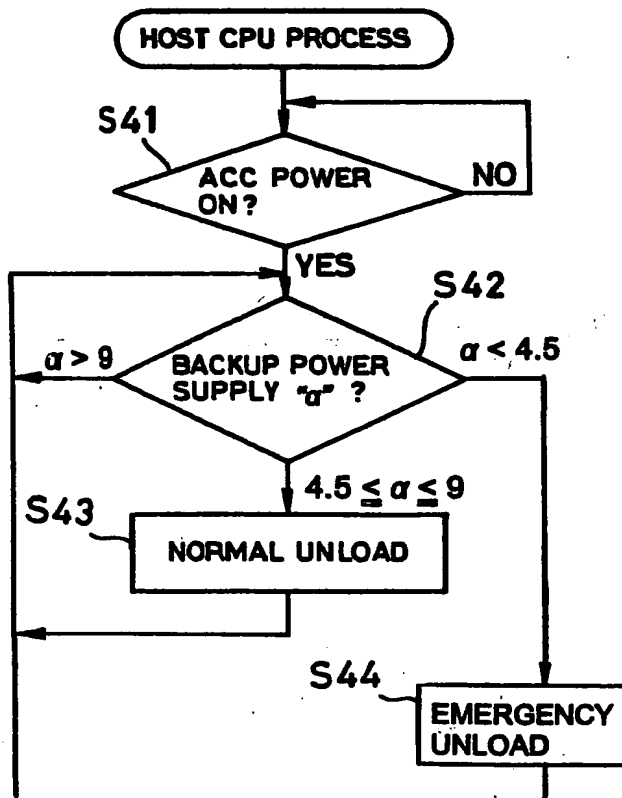 HOST CPU PROCESS
S41
ACC POWER
ON?
NO
YES
S42
α > 9
BACKUP POWER
SUPPLY "α" ?
α < 4.5
4.5 ≤ α ≤ 9
S43
NORMAL UNLOAD
S44
EMERGENCY
UNLOAD